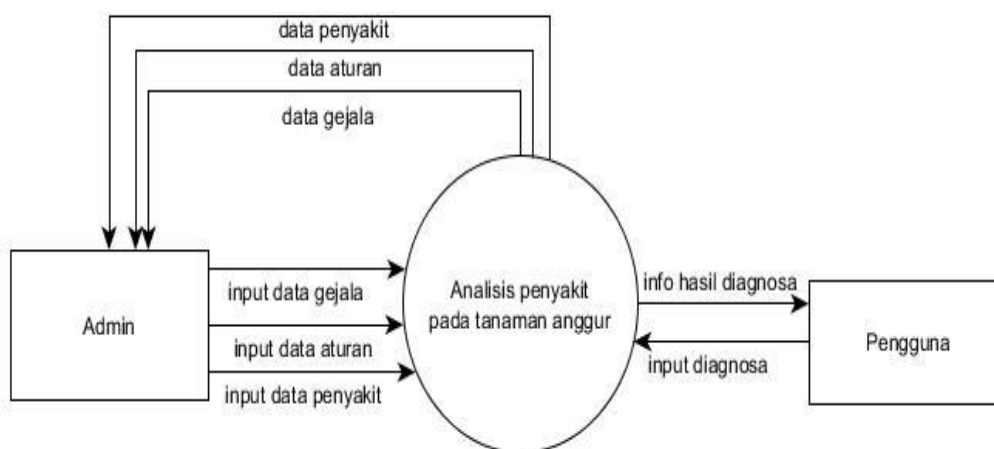 data penyakit
data aturan
data gejala
Admin
input data gejala
input data aturan
input data penyakit
Analisis penyakit
pada tanaman anggur
info hasil diagnosa
input diagnosa
Pengguna